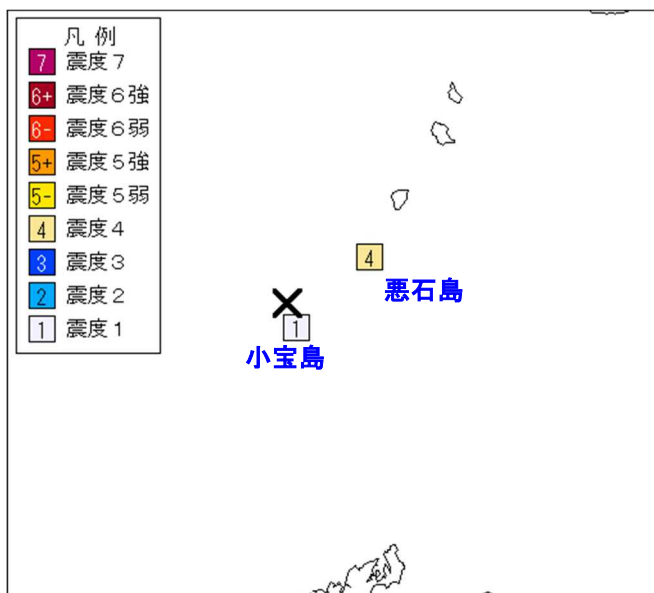 凡 例
7 震度７
6+ 震度６強
6- 震度６弱
5+ 震度５強
5- 震度５弱
4 震度４
3 震度３
2 震度２
1 震度１
4
悪石島
1
小宝島